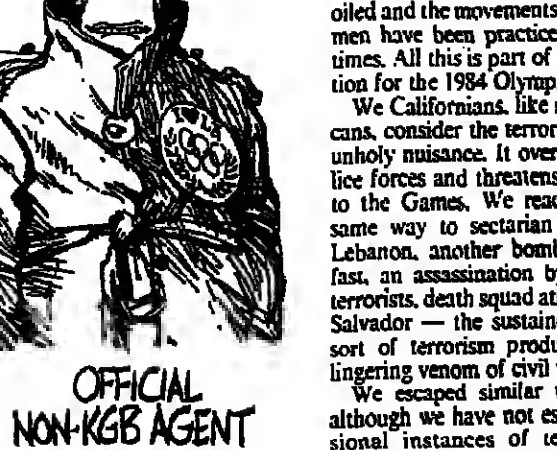 I ♥ LA
OFFICIAL
NON-KGB AGENT
oiled and the movements
men have been practice
times. All this is part of
tion for the 1984 Olymp
We Californians, like
cans, consider the terror
unholy nuisance. It over
lice forces and threatens
to the Games. We reac
same way to sectarian
Lebanon, another bomb
fast, an assassination b
terrorists, death squad at
Salvador — the sustaine
sort of terrorism produ
lingering venom of civil
We escaped similar
although we have not es
sional instances of te